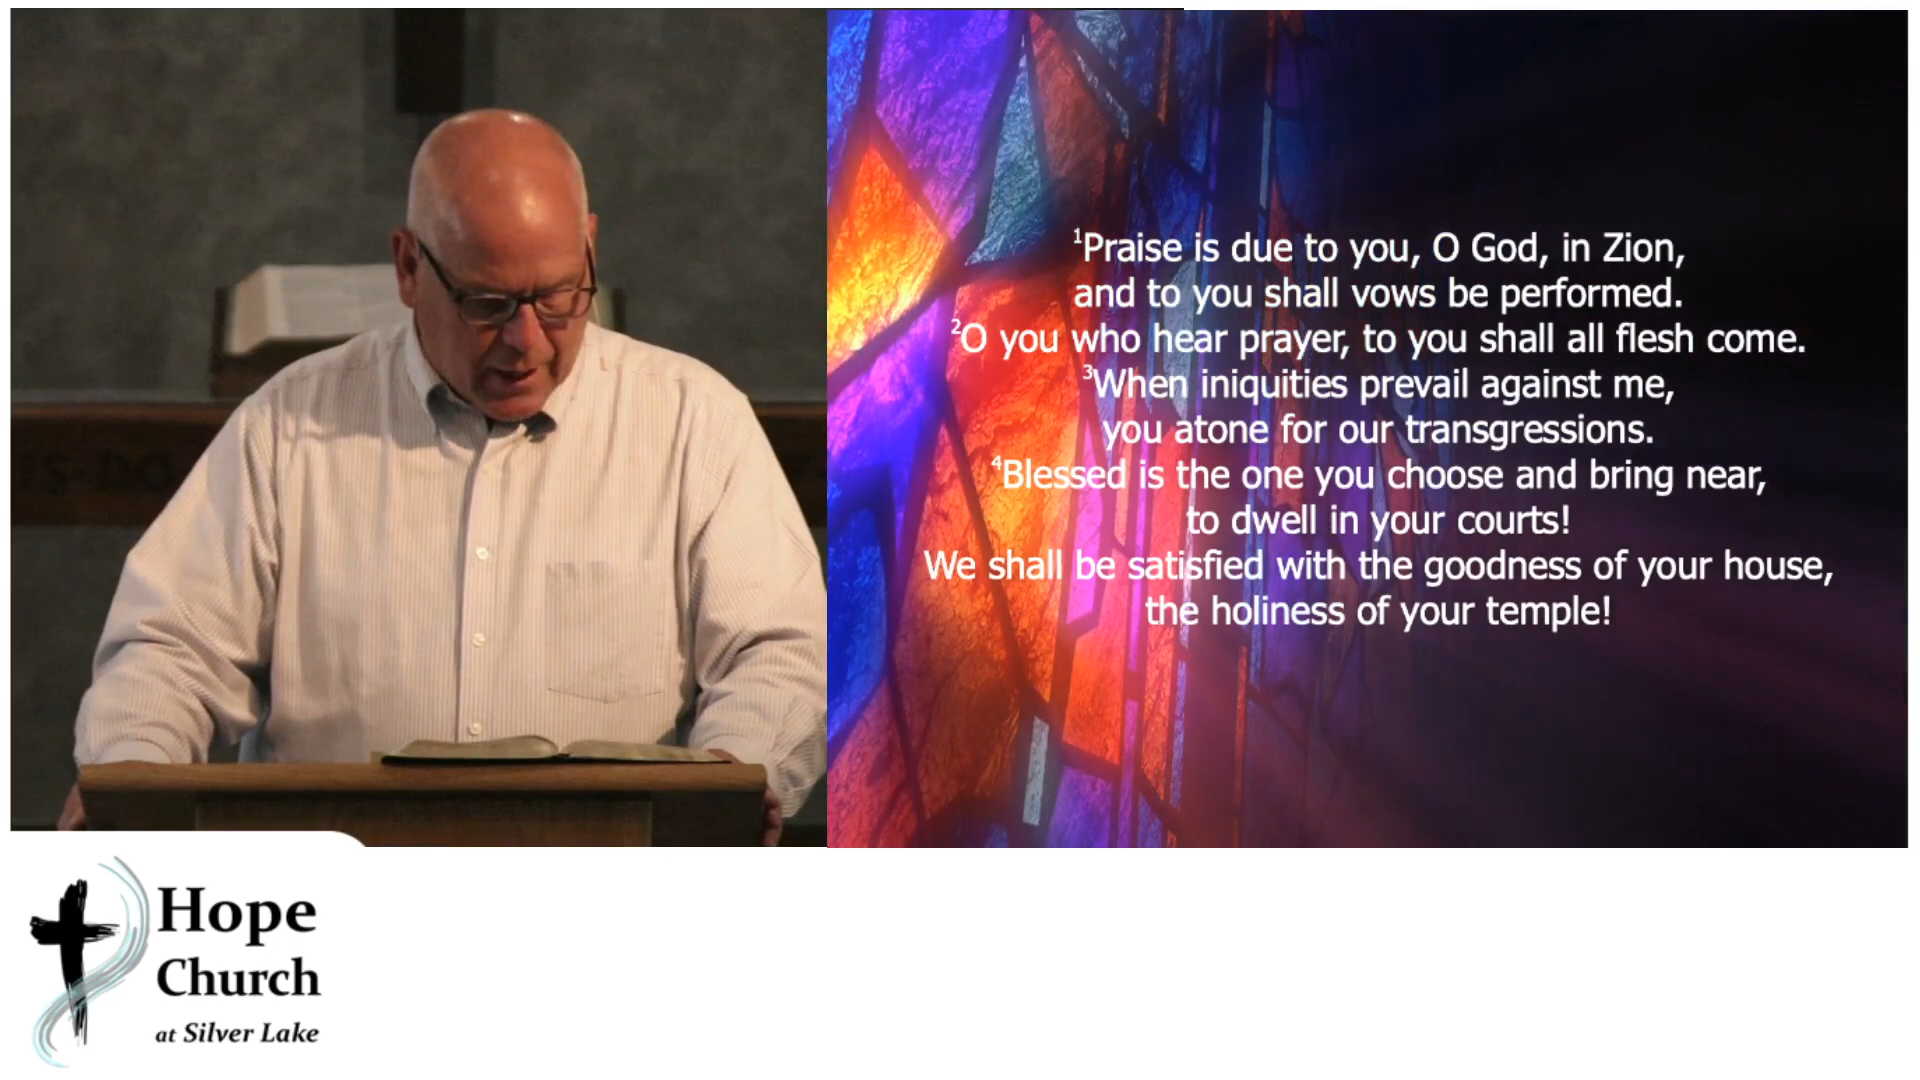 ¹Praise is due to you, O God, in Zion,
and to you shall vows be performed.
²O you who hear prayer, to you shall all flesh come.
³When iniquities prevail against me,
you atone for our transgressions.
⁴Blessed is the one you choose and bring near,
to dwell in your courts!
We shall be satisfied with the goodness of your house,
the holiness of your temple!
Hope
Church
at Silver Lake